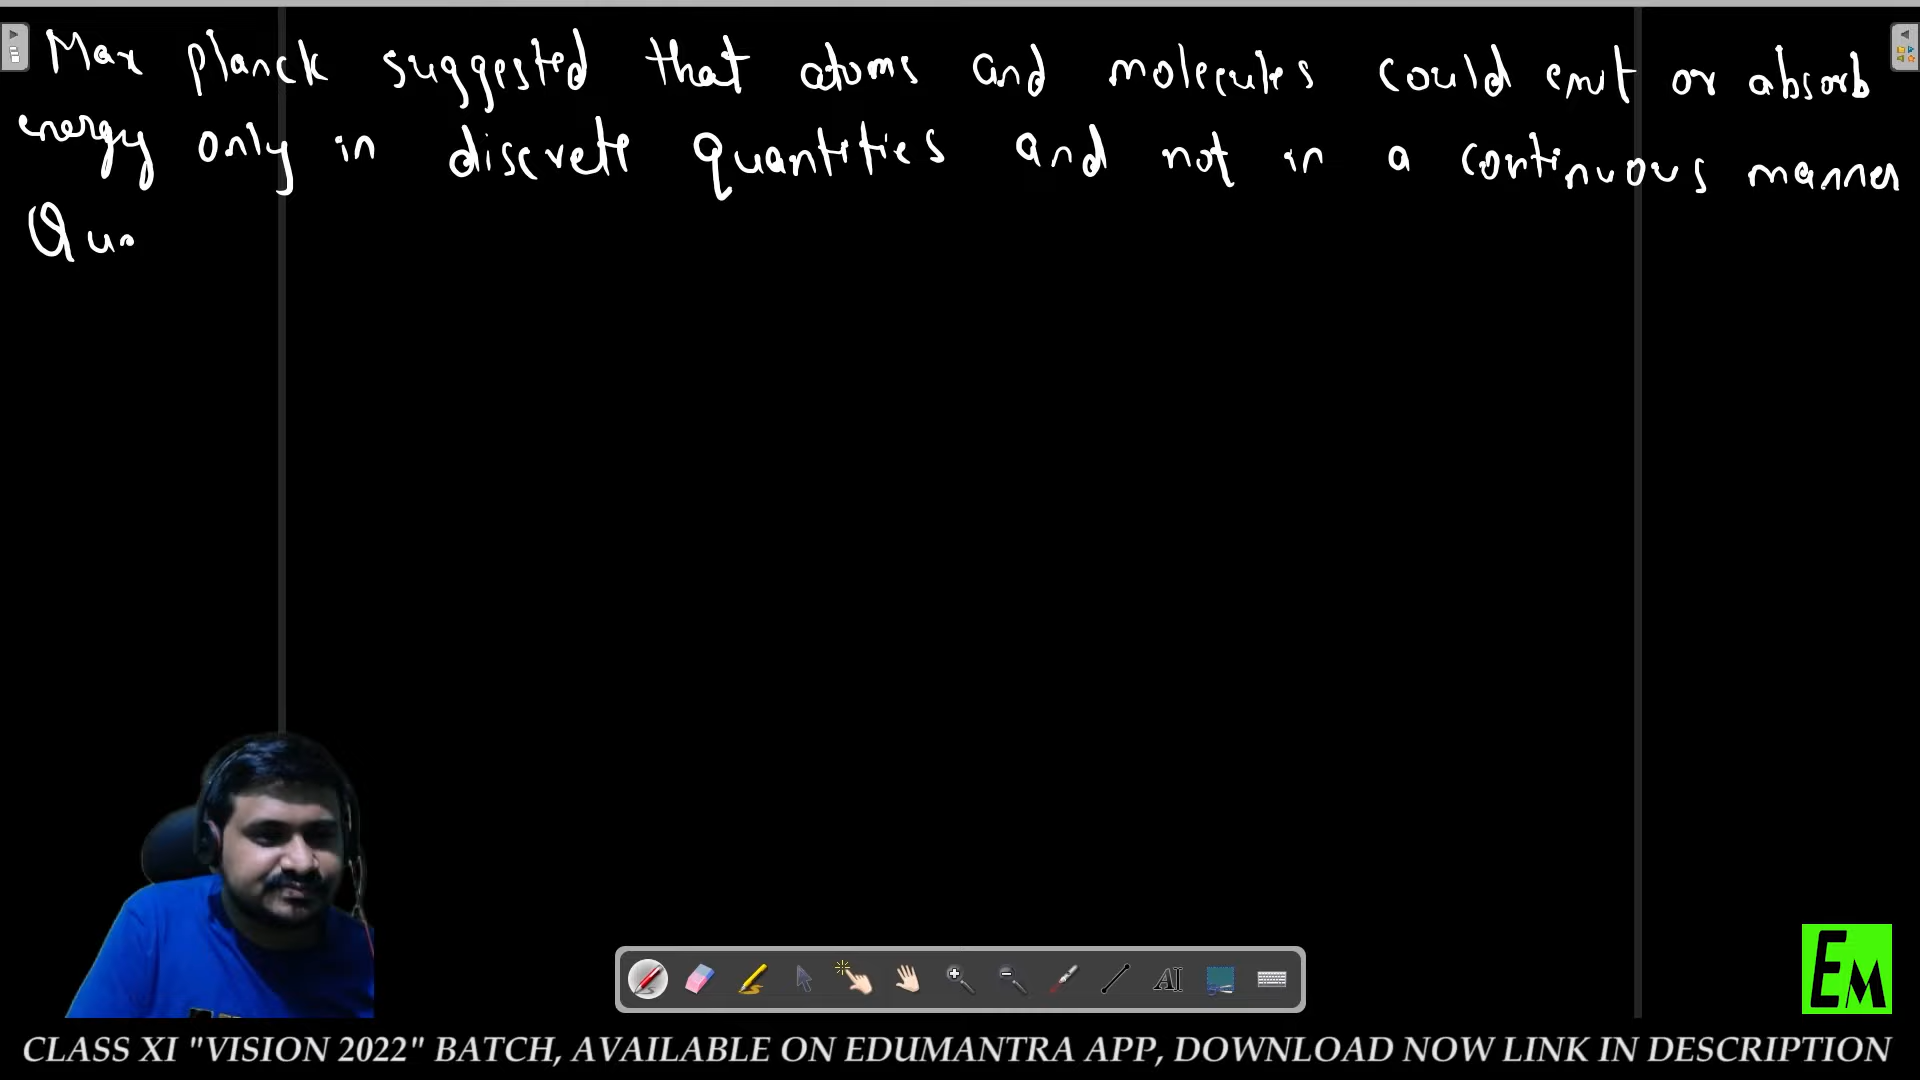 Max planck suggested that atoms and molecules could emit or absorb
energy only in discrete quantities and not in a continuous manner
Qua
EM
CLASS XI "VISION 2022" BATCH, AVAILABLE ON EDUMANTRA APP, DOWNLOAD NOW LINK IN DESCRIPTION